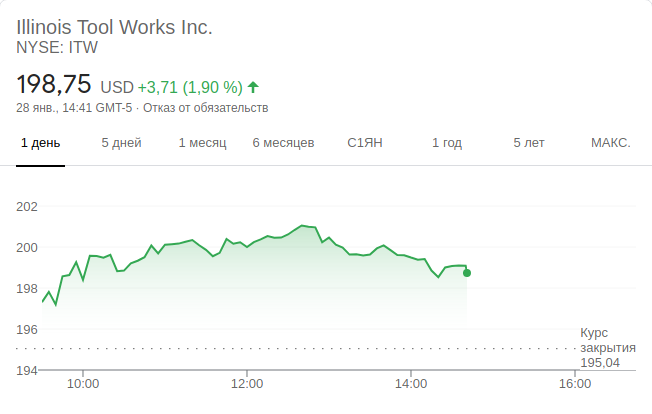 Illinois Tool Works Inc.
NYSE: ITW
198,75 USD +3,71 (1,90 %)
28 янв., 14:41 GMT-5 · Отказ от обязательств
1 день 5 дней 1 месяц 6 месяцев С1ЯН 1 год 5 лет МАКС.
202
200
198
196
Курс
закрытия
195,04
194
10:00 12:00 14:00 16:00